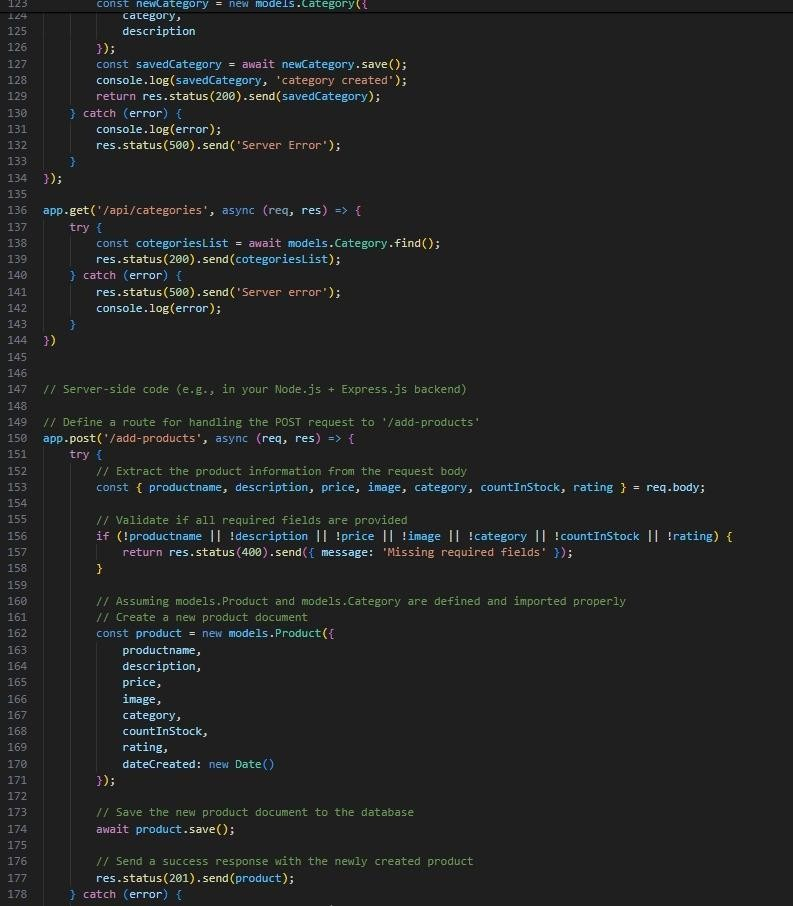 123         const newCategory = new models.Category({
124             category,
125             description
126         });
127         const savedCategory = await newCategory.save();
128         console.log(savedCategory, 'category created');
129         return res.status(200).send(savedCategory);
130     } catch (error) {
131         console.log(error);
132         res.status(500).send('Server Error');
133     }
134 });
135
136 app.get('/api/categories', async (req, res) => {
137     try {
138         const cotegoriesList = await models.Category.find();
139         res.status(200).send(cotegoriesList);
140     } catch (error) {
141         res.status(500).send('Server error');
142         console.log(error);
143     }
144 })
145
146
147 // Server-side code (e.g., in your Node.js + Express.js backend)
148
149 // Define a route for handling the POST request to '/add-products'
150 app.post('/add-products', async (req, res) => {
151     try {
152         // Extract the product information from the request body
153         const { productname, description, price, image, category, countInStock, rating } = req.body;
154
155         // Validate if all required fields are provided
156         if (!productname || !description || !price || !image || !category || !countInStock || !rating) {
157             return res.status(400).send({ message: 'Missing required fields' });
158         }
159
160         // Assuming models.Product and models.Category are defined and imported properly
161         // Create a new product document
162         const product = new models.Product({
163             productname,
164             description,
165             price,
166             image,
167             category,
168             countInStock,
169             rating,
170             dateCreated: new Date()
171         });
172
173         // Save the new product document to the database
174         await product.save();
175
176         // Send a success response with the newly created product
177         res.status(201).send(product);
178     } catch (error) {